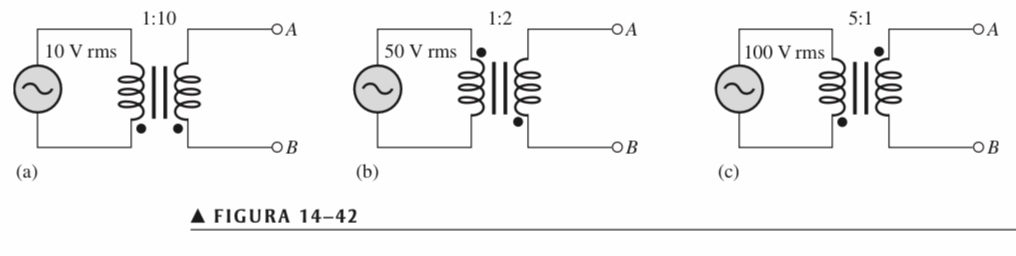 1:10
10 V rms
A
B
(a)
1:2
50 V rms
A
B
(b)
5:1
100 V rms
A
B
(c)
▲ FIGURA 14–42